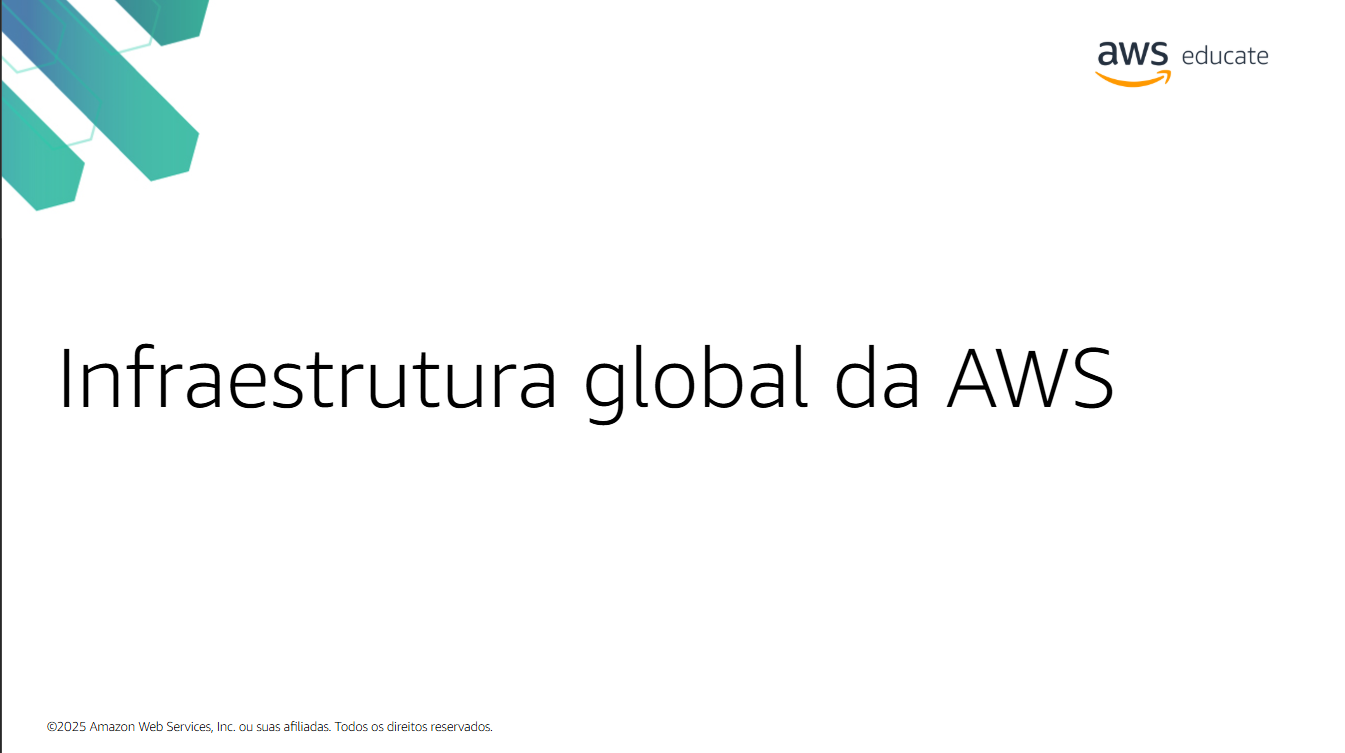 aws educate
Infraestrutura global da AWS
©2025 Amazon Web Services, Inc. ou suas afiliadas. Todos os direitos reservados.